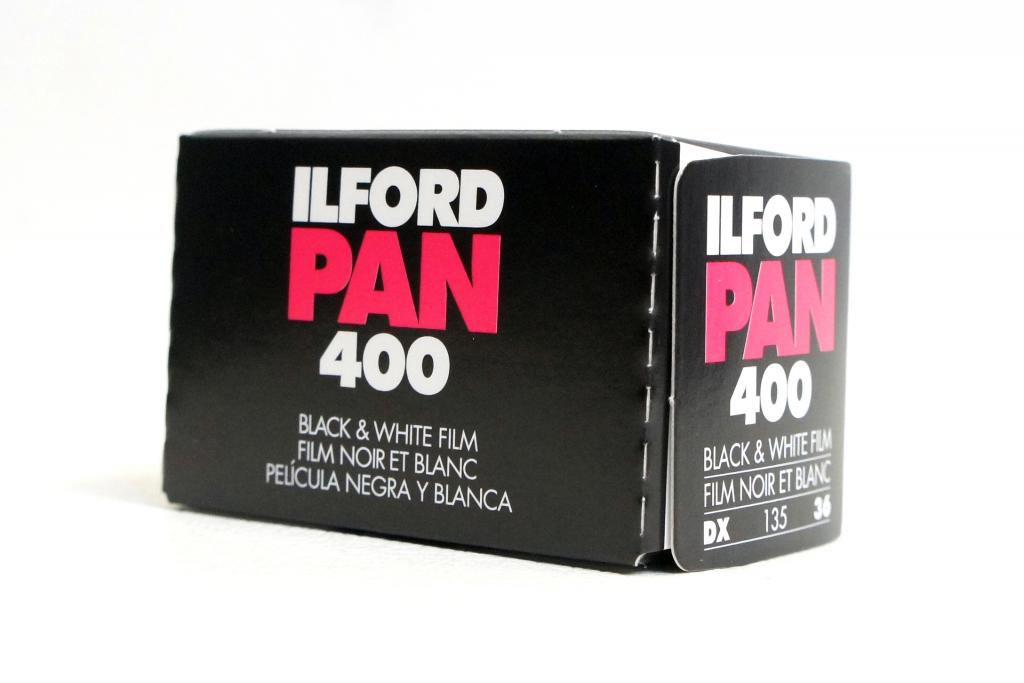 ILFORD
PAN
400
BLACK & WHITE FILM
FILM NOIR ET BLANC
PELÍCULA NEGRA Y BLANCA
ILFORD
PAN
400
BLACK & WHITE FILM
FILM NOIR ET BLANC
DX 135 36